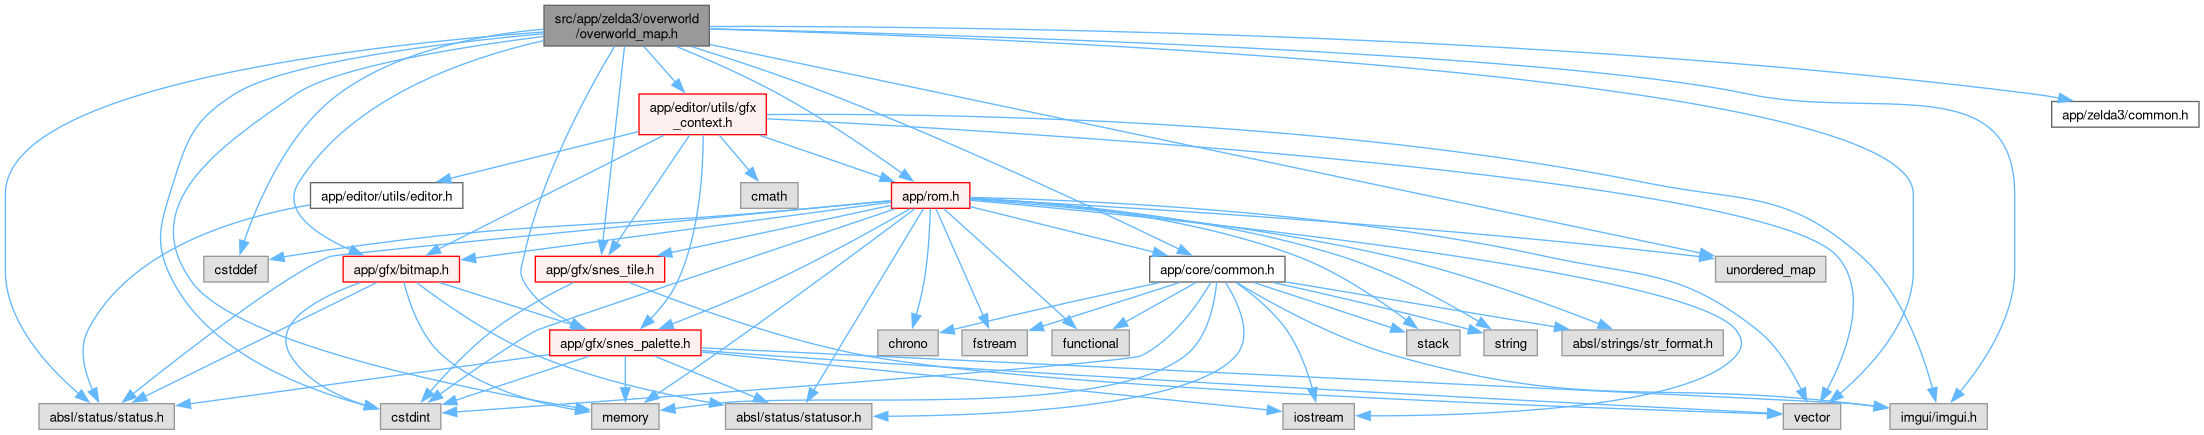 src/app/zelda3/overworld
/overworld_map.h
app/editor/utils/gfx
_context.h
app/zelda3/common.h
app/editor/utils/editor.h
cmath
app/rom.h
cstddef
app/gfx/bitmap.h
app/gfx/snes_tile.h
app/core/common.h
unordered_map
app/gfx/snes_palette.h
chrono
fstream
functional
stack
string
absl/strings/str_format.h
absl/status/status.h
cstdint
memory
absl/status/statusor.h
iostream
vector
imgui/imgui.h